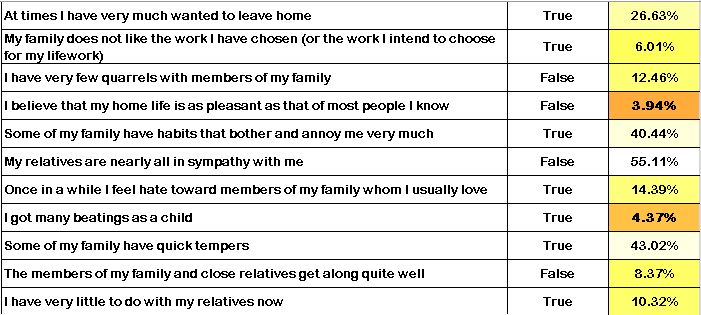 At times I have very much wanted to leave home True 26.63%
My family does not like the work I have chosen (or the work I intend to choose
for my lifework) True 6.01%
I have very few quarrels with members of my family False 12.46%
I believe that my home life is as pleasant as that of most people I know False 3.94%
Some of my family have habits that bother and annoy me very much True 40.44%
My relatives are nearly all in sympathy with me False 55.11%
Once in a while I feel hate toward members of my family whom I usually love True 14.39%
I got many beatings as a child True 4.37%
Some of my family have quick tempers True 43.02%
The members of my family and close relatives get along quite well False 8.37%
I have very little to do with my relatives now True 10.32%